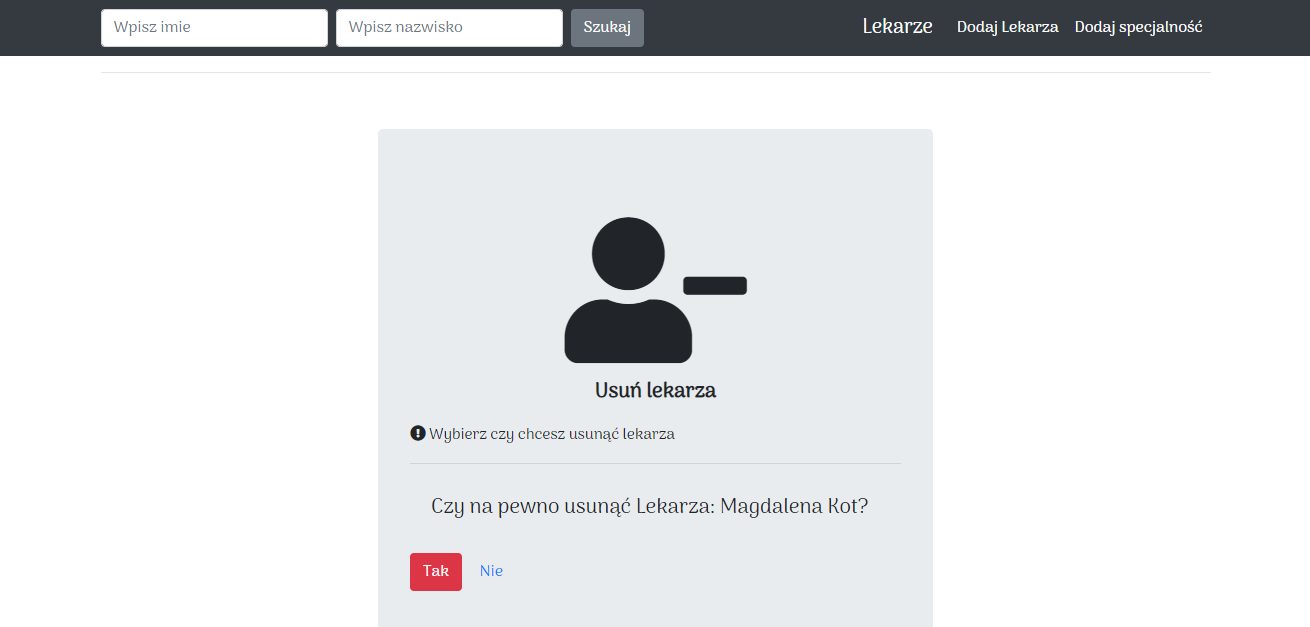 Wpisz imie Wpisz nazwisko Szukaj Lekarze Dodaj Lekarza Dodaj specjalność
Usuń lekarza
Wybierz czy chcesz usunąć lekarza
Czy na pewno usunąć Lekarza: Magdalena Kot?
Tak Nie